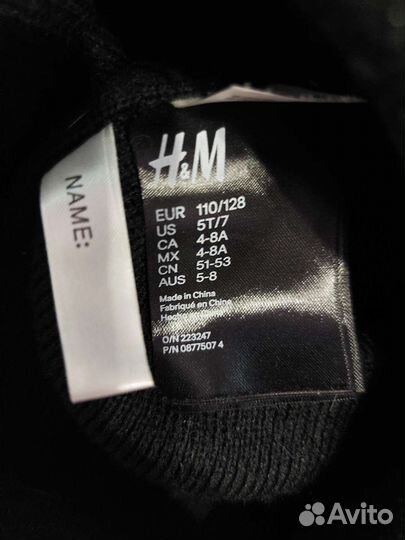 NAME:
H&M
EUR 110/128
US 5T/7
CA 4-8A
MX 4-8A
CN 51-53
AUS 5-8
Made in China
Fabriqué en Chine
O/N 223247
P/N 0877507 4
Avito